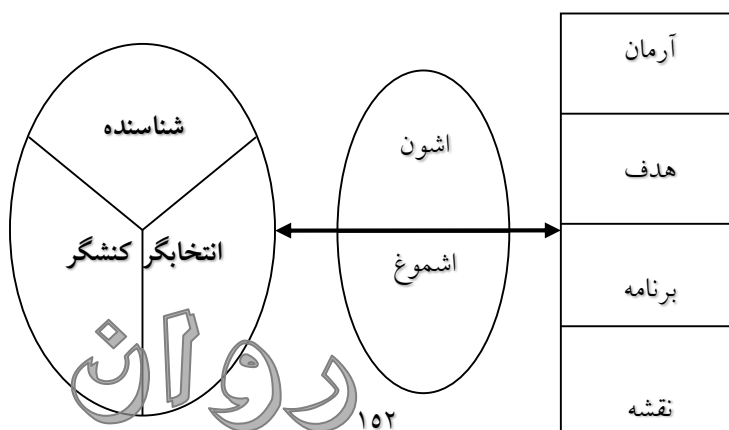 آرمان
شناسنده
اشون
هدف
انتخابگر
کنشگر
اشموغ
برنامه
روان
۱۵۲
نقشه